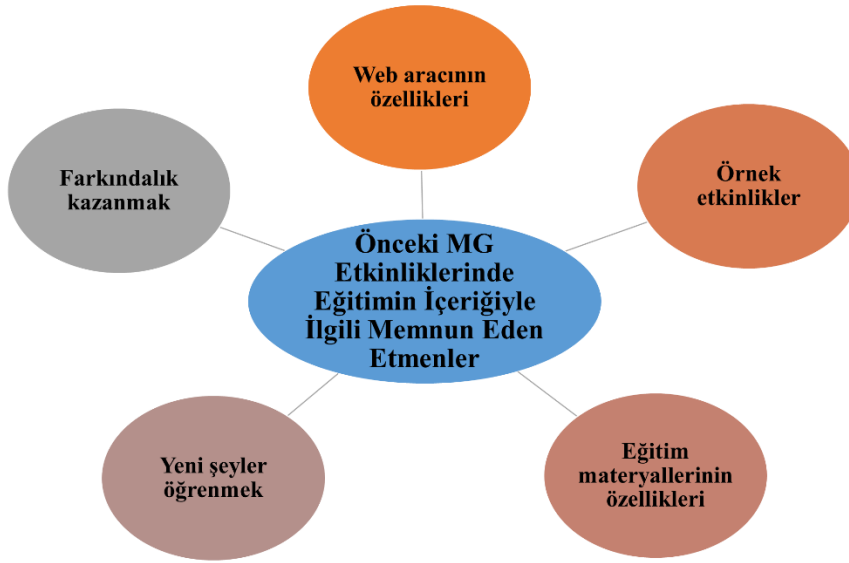 Web aracının
özellikleri
Farkındalık
kazanmak
Örnek
etkinlikler
Önceki MG
Etkinliklerinde
Eğitimin İçeriğiyle
İlgili Memnun Eden
Etmenler
Yeni şeyler
öğrenmek
Eğitim
materyallerinin
özellikleri